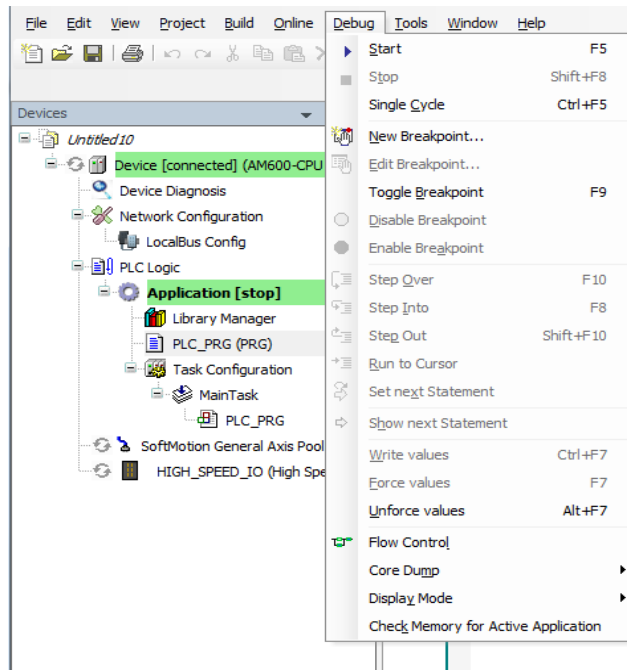 File Edit View Project Build Online Debug Tools Window Help
Devices
Untitled10
Device [connected] (AM600-CPU
Device Diagnosis
Network Configuration
LocalBus Config
PLC Logic
Application [stop]
Library Manager
PLC_PRG (PRG)
Task Configuration
MainTask
PLC_PRG
SoftMotion General Axis Pool
HIGH_SPEED_IO (High Spe
Start F5
Stop Shift+F8
Single Cycle Ctrl+F5
New Breakpoint...
Edit Breakpoint...
Toggle Breakpoint F9
Disable Breakpoint
Enable Breakpoint
Step Over F10
Step Into F8
Step Out Shift+F10
Run to Cursor
Set next Statement
Show next Statement
Write values Ctrl+F7
Force values F7
Unforce values Alt+F7
Flow Control
Core Dump
Display Mode
Check Memory for Active Application